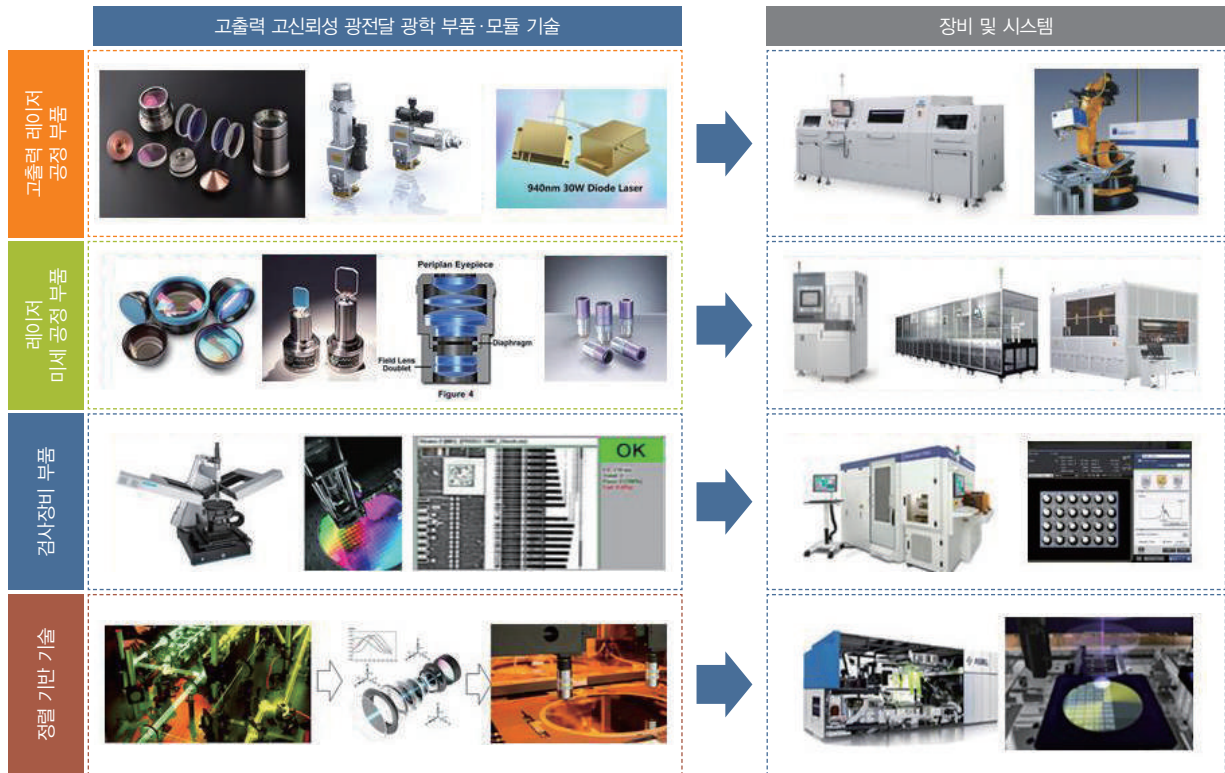 고출력 고신뢰성 광전달 광학 부품·모듈 기술
장비 및 시스템
고출력 레이저
공정 부품
940nm 30W Diode Laser
레이저
미세 공정 부품
Periplan Eyepiece
Diaphragm
Field Lens
Doublet
Figure 4
검사장비 부품
OK
정렬 기반 기술
ASML